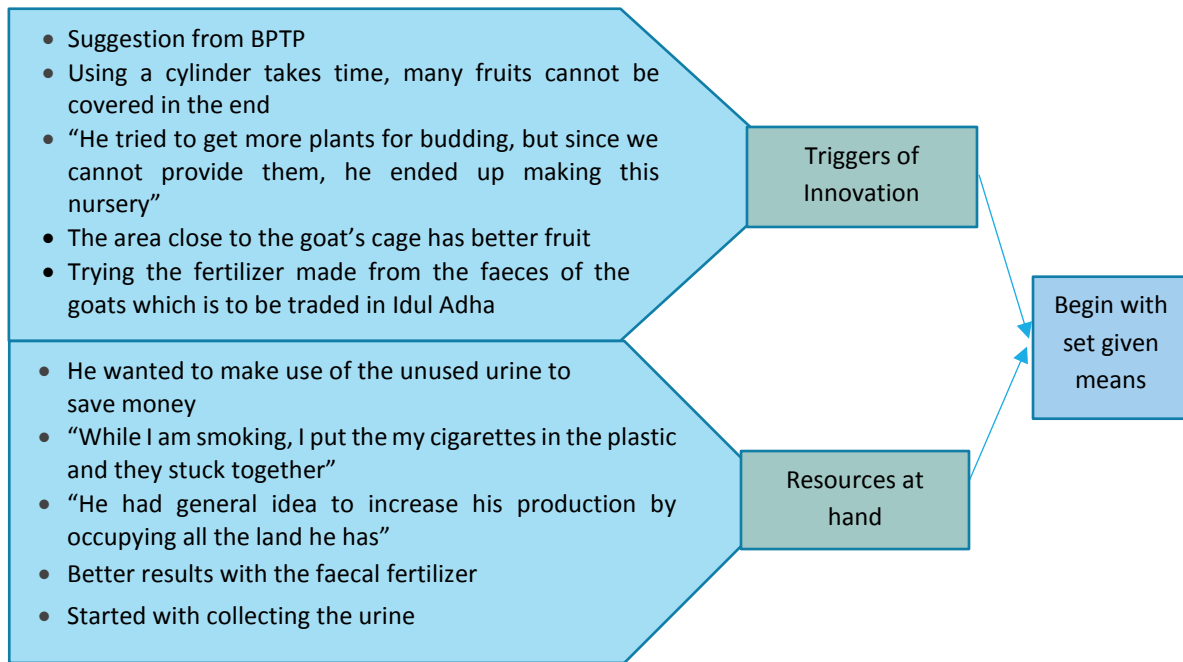 • Suggestion from BPTP
• Using a cylinder takes time, many fruits cannot be
covered in the end
• “He tried to get more plants for budding, but since we
cannot provide them, he ended up making this
nursery”
• The area close to the goat’s cage has better fruit
• Trying the fertilizer made from the faeces of the
goats which is to be traded in Idul Adha
Triggers of
Innovation
• He wanted to make use of the unused urine to
save money
• “While I am smoking, I put the my cigarettes in the plastic
and they stuck together”
• “He had general idea to increase his production by
occupying all the land he has”
• Better results with the faecal fertilizer
• Started with collecting the urine
Resources at
hand
Begin with
set given
means